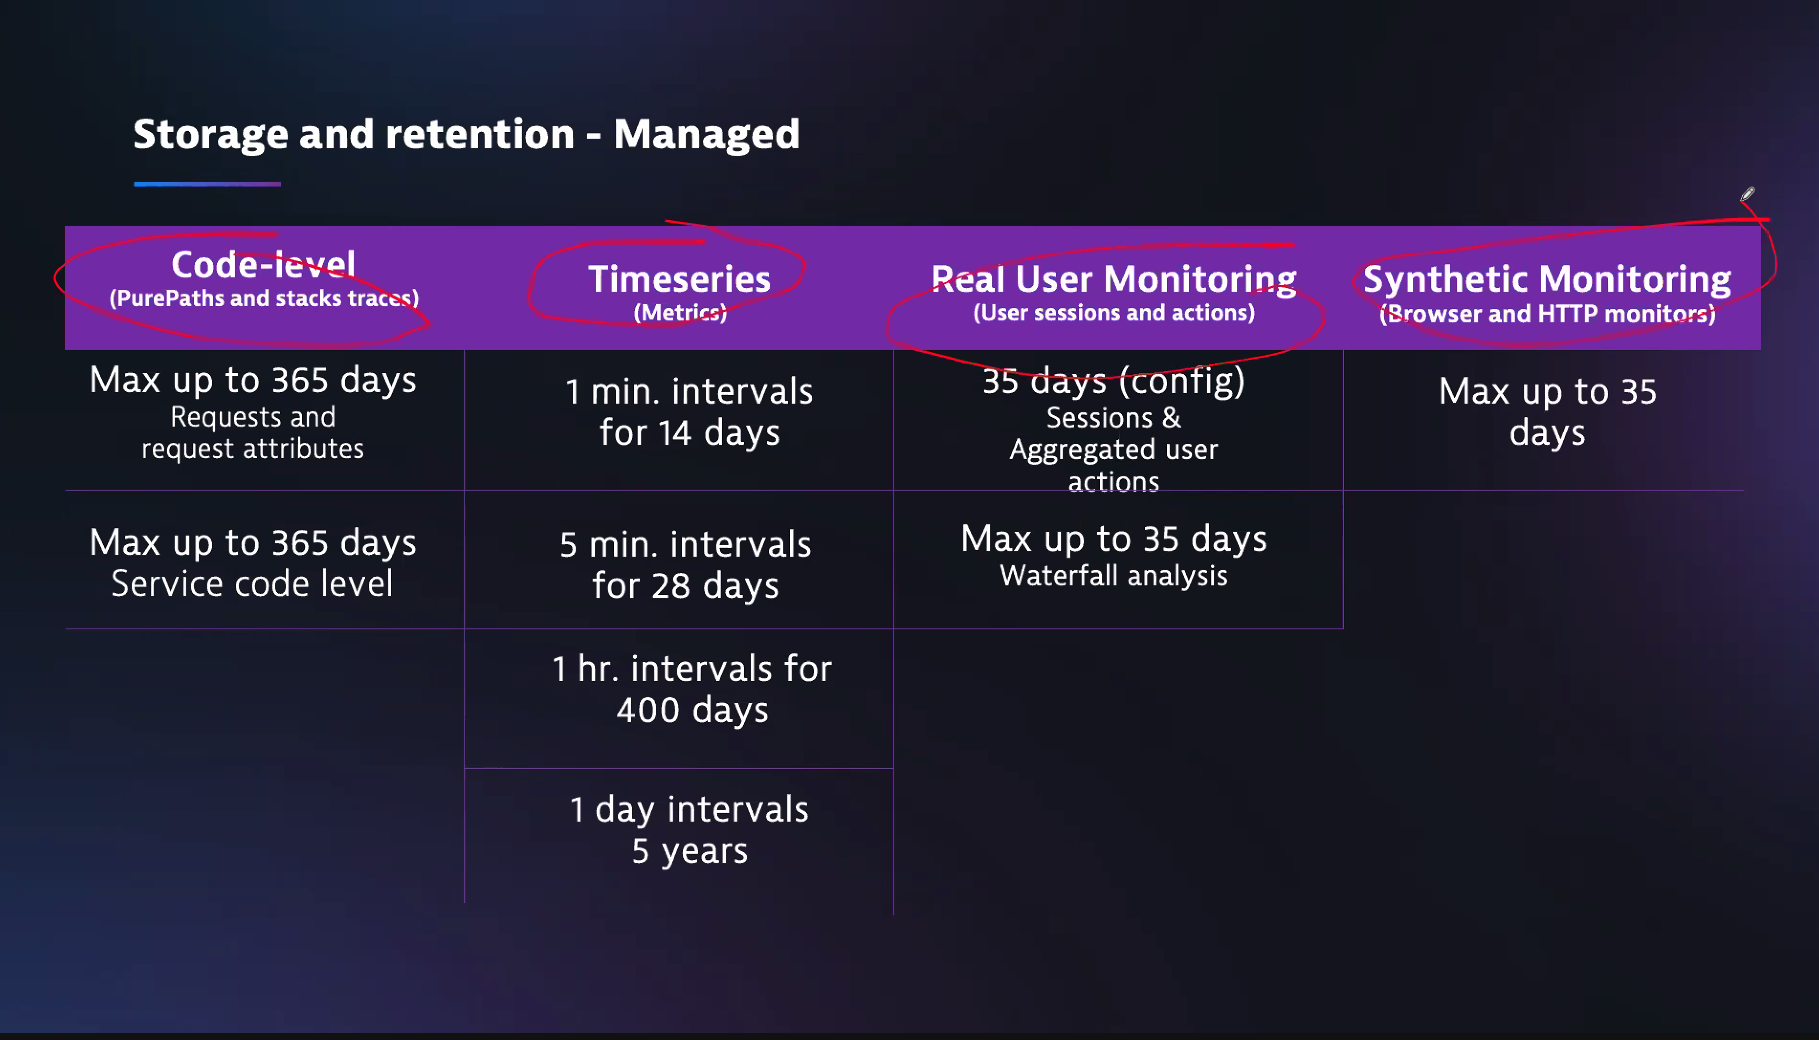 Storage and retention - Managed
Code-level
(PurePaths and stacks traces)
Timeseries
(Metrics)
Real User Monitoring
(User sessions and actions)
Synthetic Monitoring
(Browser and HTTP monitors)
Max up to 365 days
Requests and
request attributes
1 min. intervals
for 14 days
35 days (config)
Sessions &
Aggregated user
actions
Max up to 35
days
Max up to 365 days
Service code level
5 min. intervals
for 28 days
Max up to 35 days
Waterfall analysis
1 hr. intervals for
400 days
1 day intervals
5 years